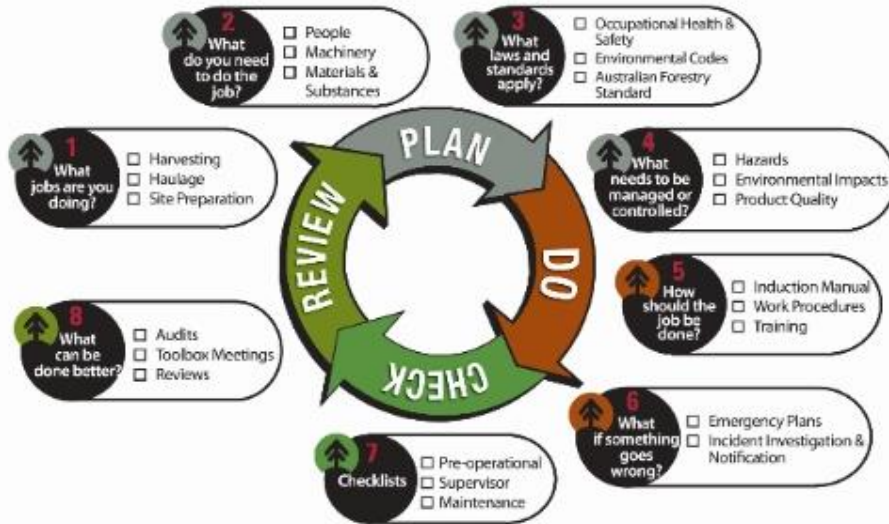 1
What
jobs are you
doing?
Harvesting
Haulage
Site Preparation
2
What
do you need
to do the
job?
People
Machinery
Materials &
Substances
3
What
laws and
standards
apply?
Occupational Health &
Safety
Environmental Codes
Australian Forestry
Standard
4
What
needs to be
managed or
controlled?
Hazards
Environmental Impacts
Product Quality
5
How
should the
job be
done?
Induction Manual
Work Procedures
Training
6
What
if something
goes
wrong?
Emergency Plans
Incident Investigation &
Notification
7
Checklists
Pre-operational
Supervisor
Maintenance
8
What
can be
done better?
Audits
Toolbox Meetings
Reviews
PLAN
DO
CHECK
REVIEW